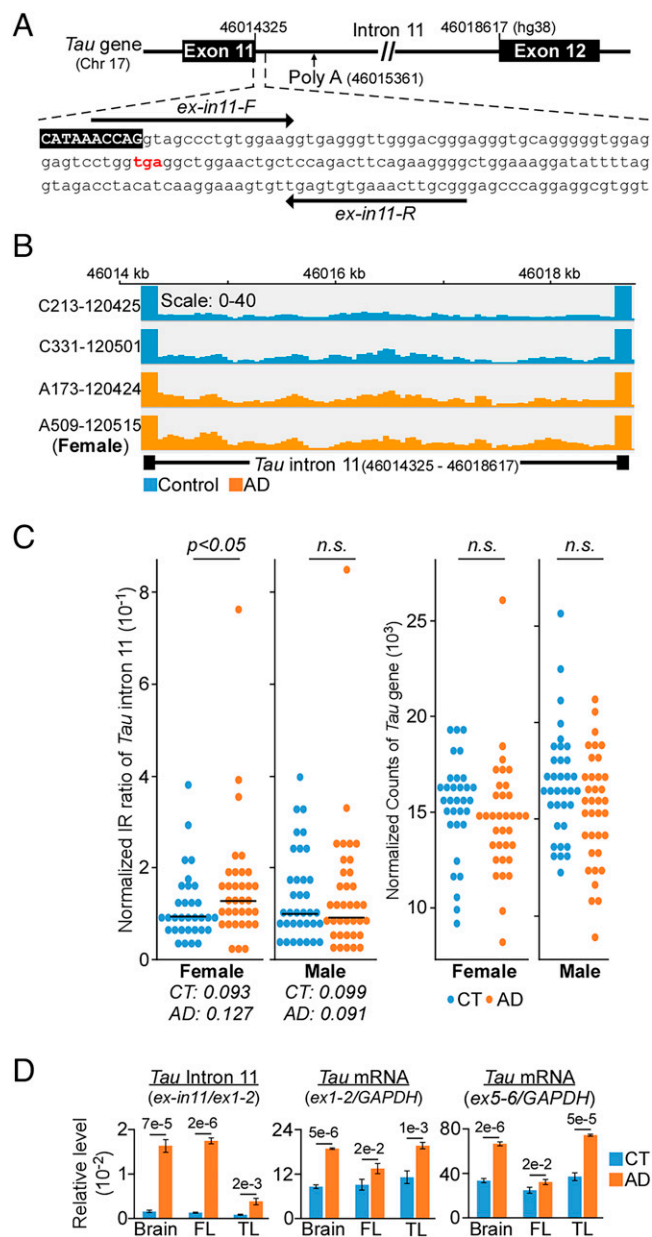 A
46014325 Intron 11 46018617 (hg38)
Tau gene
(Chr 17)
Exon 11 // Exon 12
Poly A (46015361)
ex-in11-F
CATAAACCAGgtagccctgtggaaggtgagggttgggacgggagggtgcagggggtggag
gagtcctggtgaggctggaactgctccagacttcagaaggggctggaaaggatattttag
gtagacctacatcaaggaaagtgttgagtgtgaaacttgcgggagcccaggaggcgtggt
ex-in11-R
B
46014 kb 46016 kb 46018 kb
C213-120425 Scale: 0-40
C331-120501
A173-120424
A509-120515
(Female)
Tau intron 11(46014325 - 46018617)
Control AD
C
p<0.05 n.s. n.s. n.s.
Normalized IR ratio of Tau intron 11 (10-1)
8
4
2
1
0
Female Male
CT: 0.093 CT: 0.099
AD: 0.127 AD: 0.091
Normalized Counts of Tau gene (10³)
25
20
15
10
Female Male
CT AD
D
Tau Intron 11 Tau mRNA Tau mRNA
(ex-in11/ex1-2) (ex1-2/GAPDH) (ex5-6/GAPDH)
Relative level
(10-2)
2
1
0
7e-5 2e-6 2e-3
Brain FL TL
24
12
0
5e-6 2e-2 1e-3
Brain FL TL
80
40
0
2e-6 2e-2 5e-5
Brain FL TL
CT
AD